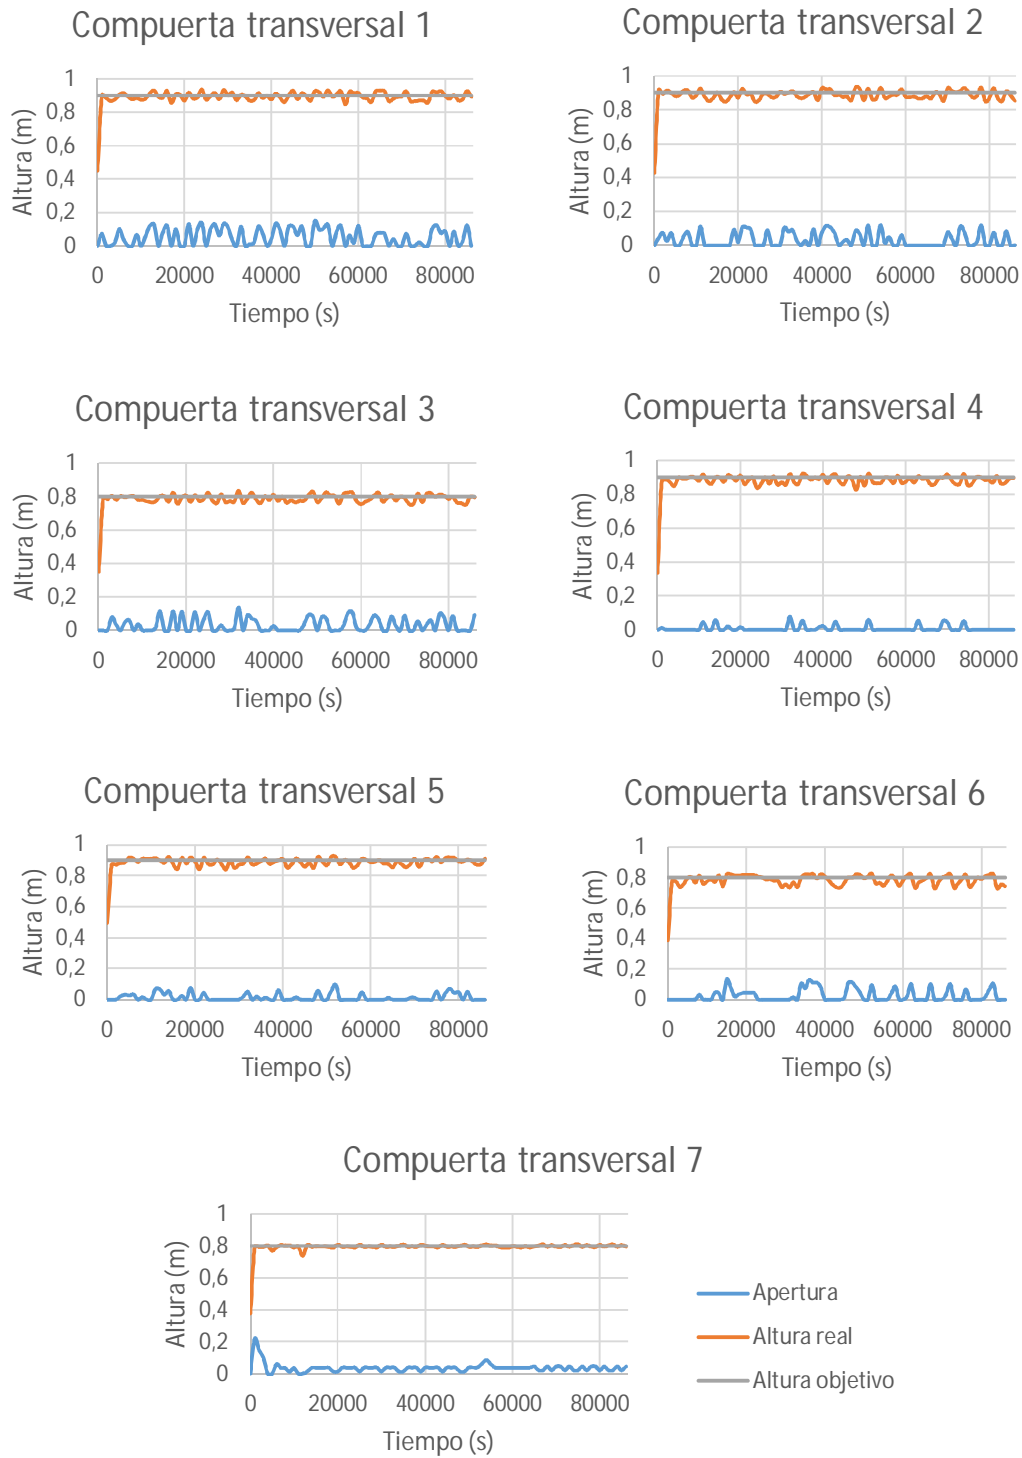 Compuerta transversal 1
Altura (m)
1
0,8
0,6
0,4
0,2
0
0 20000 40000 60000 80000
Tiempo (s)
Compuerta transversal 2
Altura (m)
1
0,8
0,6
0,4
0,2
0
0 20000 40000 60000 80000
Tiempo (s)
Compuerta transversal 3
Altura (m)
1
0,8
0,6
0,4
0,2
0
0 20000 40000 60000 80000
Tiempo (s)
Compuerta transversal 4
Altura (m)
1
0,8
0,6
0,4
0,2
0
0 20000 40000 60000 80000
Tiempo (s)
Compuerta transversal 5
Altura (m)
1
0,8
0,6
0,4
0,2
0
0 20000 40000 60000 80000
Tiempo (s)
Compuerta transversal 6
Altura (m)
1
0,8
0,6
0,4
0,2
0
0 20000 40000 60000 80000
Tiempo (s)
Compuerta transversal 7
Altura (m)
1
0,8
0,6
0,4
0,2
0
0 20000 40000 60000 80000
Tiempo (s)
Apertura
Altura real
Altura objetivo